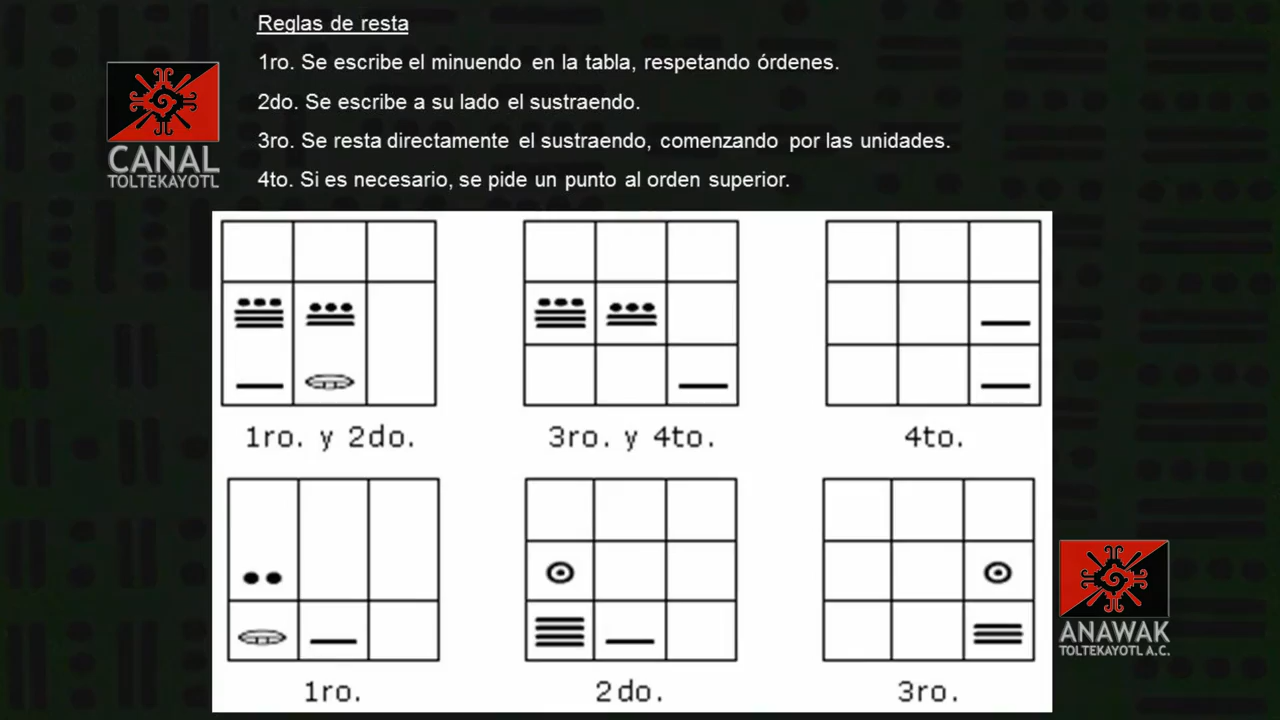 Reglas de resta
1ro. Se escribe el minuendo en la tabla, respetando órdenes.
2do. Se escribe a su lado el sustraendo.
3ro. Se resta directamente el sustraendo, comenzando por las unidades.
4to. Si es necesario, se pide un punto al orden superior.
CANAL
TOLTEKAYOTL
1ro. y 2do.
3ro. y 4to.
4to.
1ro.
2do.
3ro.
ANAWAK
TOLTEKAYOTL A.C.